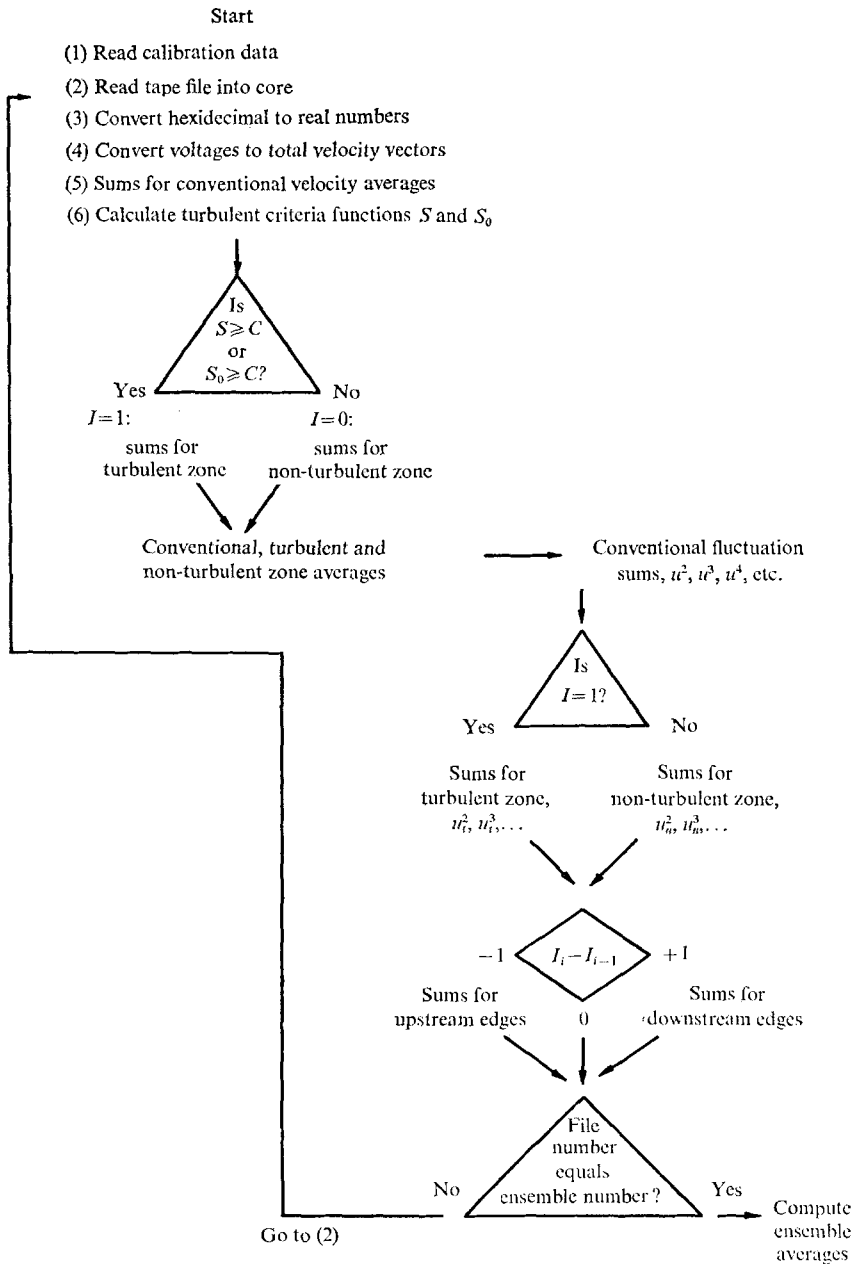 Start
(1) Read calibration data
(2) Read tape file into core
(3) Convert hexidecimal to real numbers
(4) Convert voltages to total velocity vectors
(5) Sums for conventional velocity averages
(6) Calculate turbulent criteria functions S and S₀
Is
S ⩾ C
or
S₀ ⩾ C?
Yes
No
I=1:
I=0:
sums for
turbulent zone
sums for
non-turbulent zone
Conventional, turbulent and
non-turbulent zone averages
Conventional fluctuation
sums, u², u³, u⁴, etc.
Is
I=1?
Yes
No
Sums for
turbulent zone,
uₜ², uₜ³,...
Sums for
non-turbulent zone,
uₙ², uₙ³,...
−1
Iᵢ−Iᵢ₋₁
+1
Sums for
upstream edges
0
Sums for
downstream edges
File
number
equals
ensemble number?
No
Yes
Go to (2)
Compute
ensemble
averages